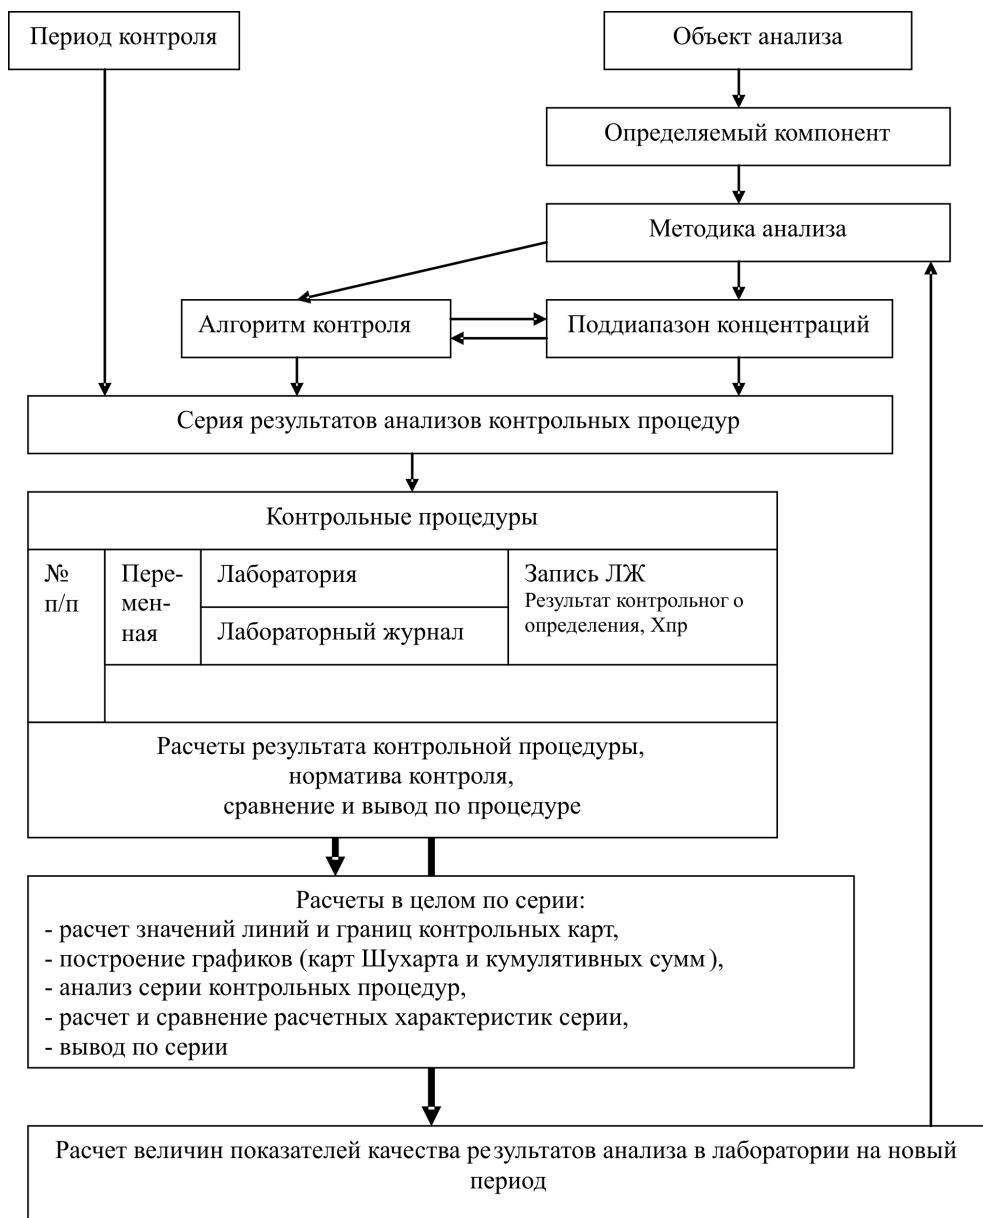 Период контроля
Объект анализа
Определяемый компонент
Методика анализа
Алгоритм контроля
Поддиапазон концентраций
Серия результатов анализов контрольных процедур
Контрольные процедуры
№
п/п
Пере-
мен-
ная
Лаборатория
Лабораторный журнал
Запись ЛЖ
Результат контрольног о
определения, Хпр
Расчеты результата контрольной процедуры,
норматива контроля,
сравнение и вывод по процедуре
Расчеты в целом по серии:
- расчет значений линий и границ контрольных карт,
- построение графиков (карт Шухарта и кумулятивных сумм),
- анализ серии контрольных процедур,
- расчет и сравнение расчетных характеристик серии,
- вывод по серии
Расчет величин показателей качества результатов анализа в лаборатории на новый
период